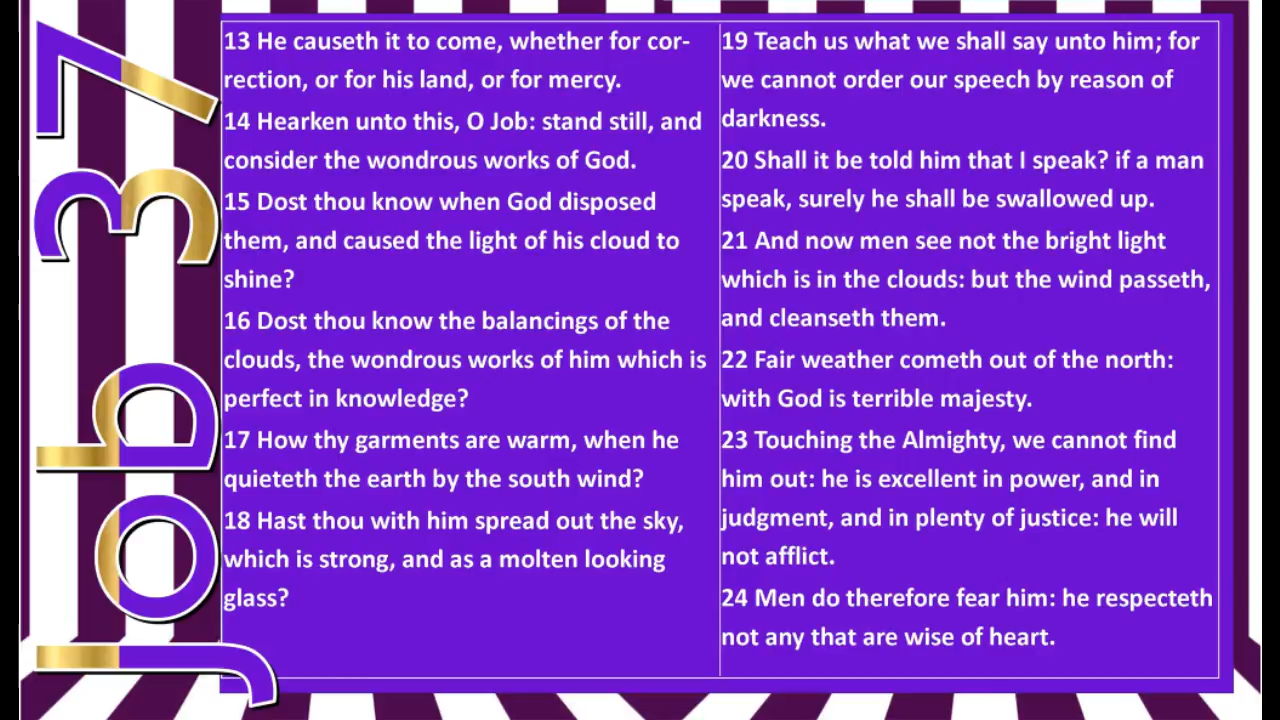 Job 37
13 He causeth it to come, whether for cor-
rection, or for his land, or for mercy.
14 Hearken unto this, O Job: stand still, and
consider the wondrous works of God.
15 Dost thou know when God disposed
them, and caused the light of his cloud to
shine?
16 Dost thou know the balancings of the
clouds, the wondrous works of him which is
perfect in knowledge?
17 How thy garments are warm, when he
quieteth the earth by the south wind?
18 Hast thou with him spread out the sky,
which is strong, and as a molten looking
glass?
19 Teach us what we shall say unto him; for
we cannot order our speech by reason of
darkness.
20 Shall it be told him that I speak? if a man
speak, surely he shall be swallowed up.
21 And now men see not the bright light
which is in the clouds: but the wind passeth,
and cleanseth them.
22 Fair weather cometh out of the north:
with God is terrible majesty.
23 Touching the Almighty, we cannot find
him out: he is excellent in power, and in
judgment, and in plenty of justice: he will
not afflict.
24 Men do therefore fear him: he respecteth
not any that are wise of heart.